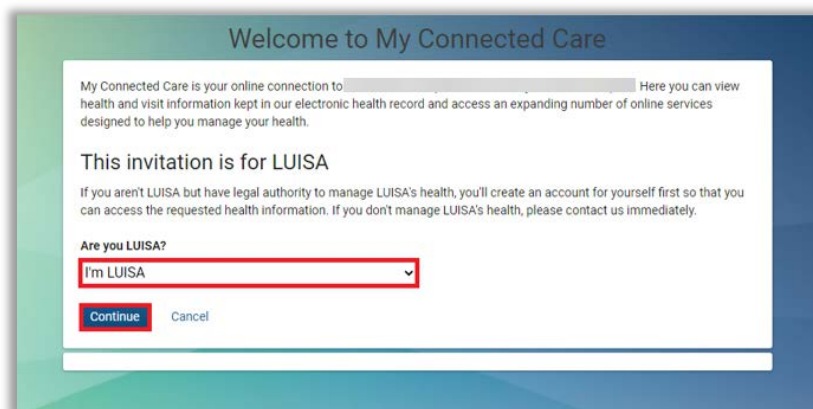 Welcome to My Connected Care
My Connected Care is your online connection to Here you can view
health and visit information kept in our electronic health record and access an expanding number of online services
designed to help you manage your health.
This invitation is for LUISA
If you aren't LUISA but have legal authority to manage LUISA's health, you'll create an account for yourself first so that you
can access the requested health information. If you don't manage LUISA's health, please contact us immediately.
Are you LUISA?
I'm LUISA
Continue Cancel